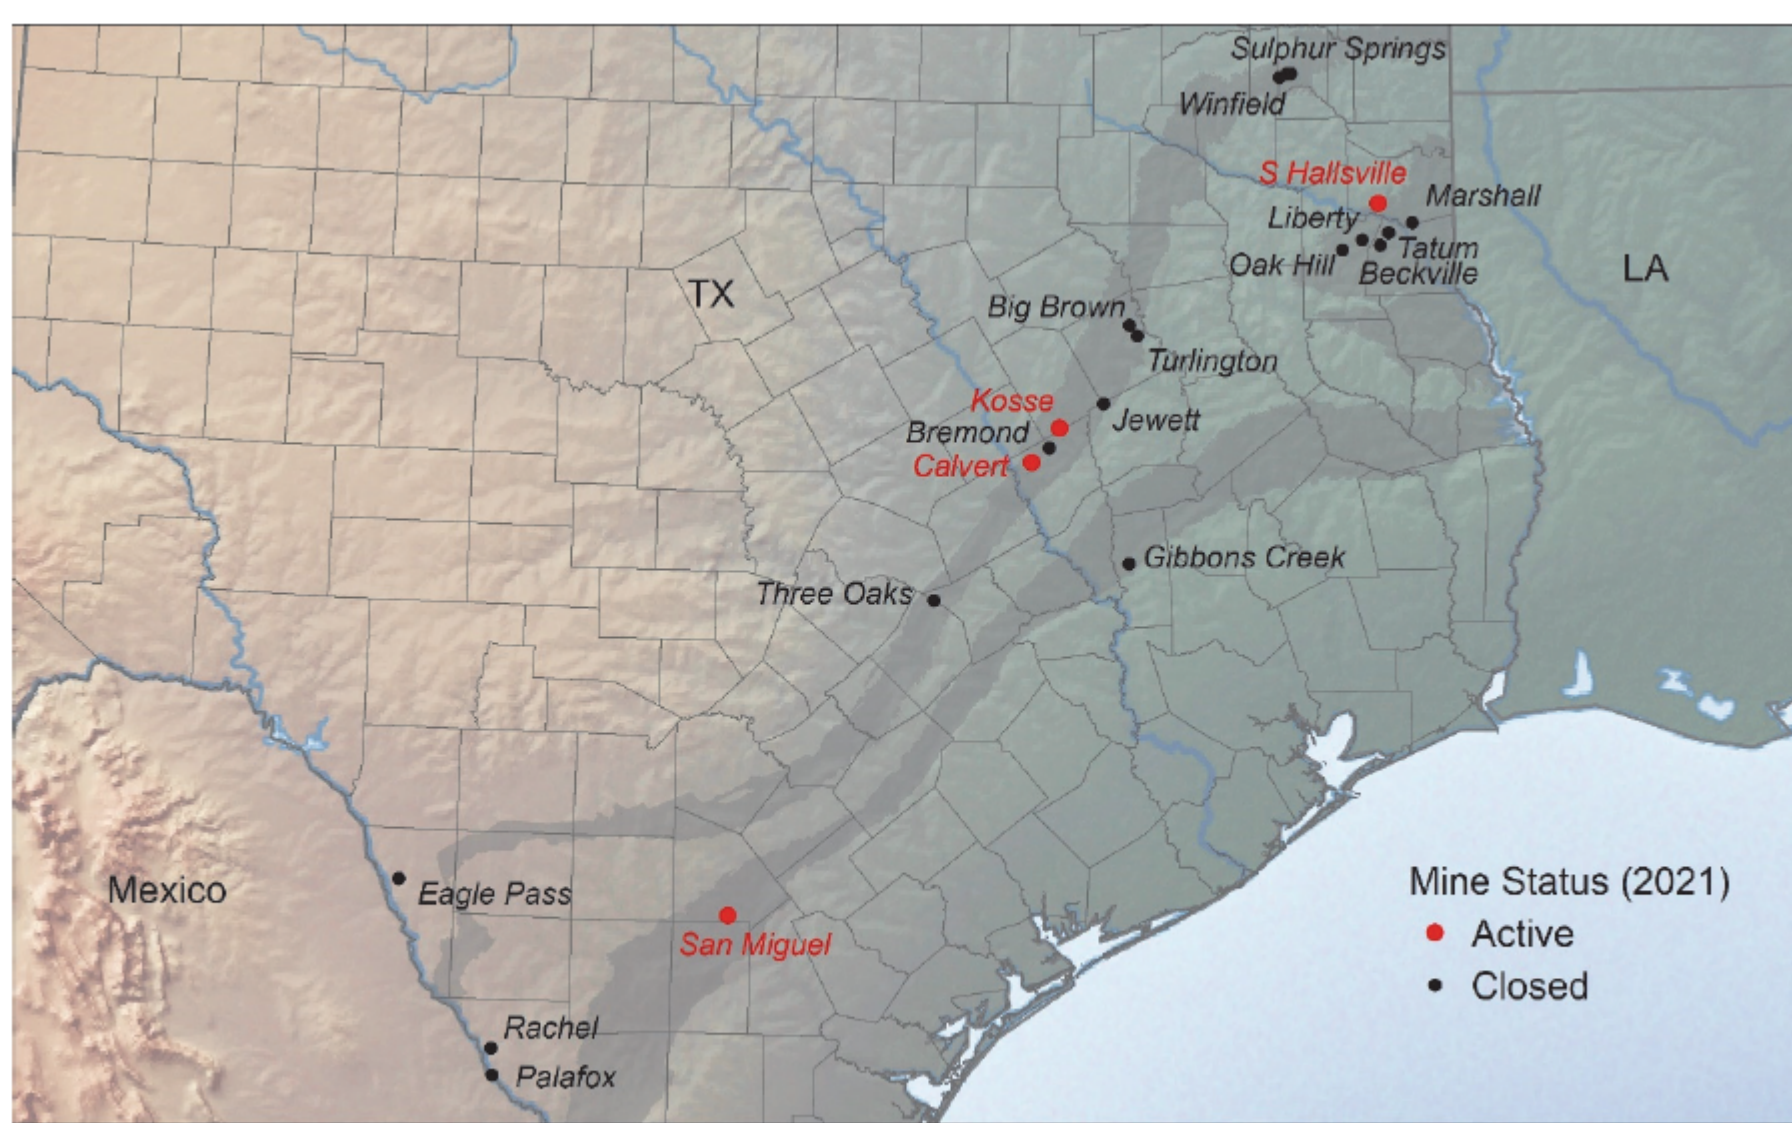 Sulphur Springs
Winfield
S Hallsville
Marshall
Liberty
Tatum
Oak Hill
Beckville
LA
TX
Big Brown
Turlington
Kosse
Jewett
Bremond
Calvert
Gibbons Creek
Three Oaks
Mexico
Eagle Pass
San Miguel
Rachel
Palafox
Mine Status (2021)
Active
Closed